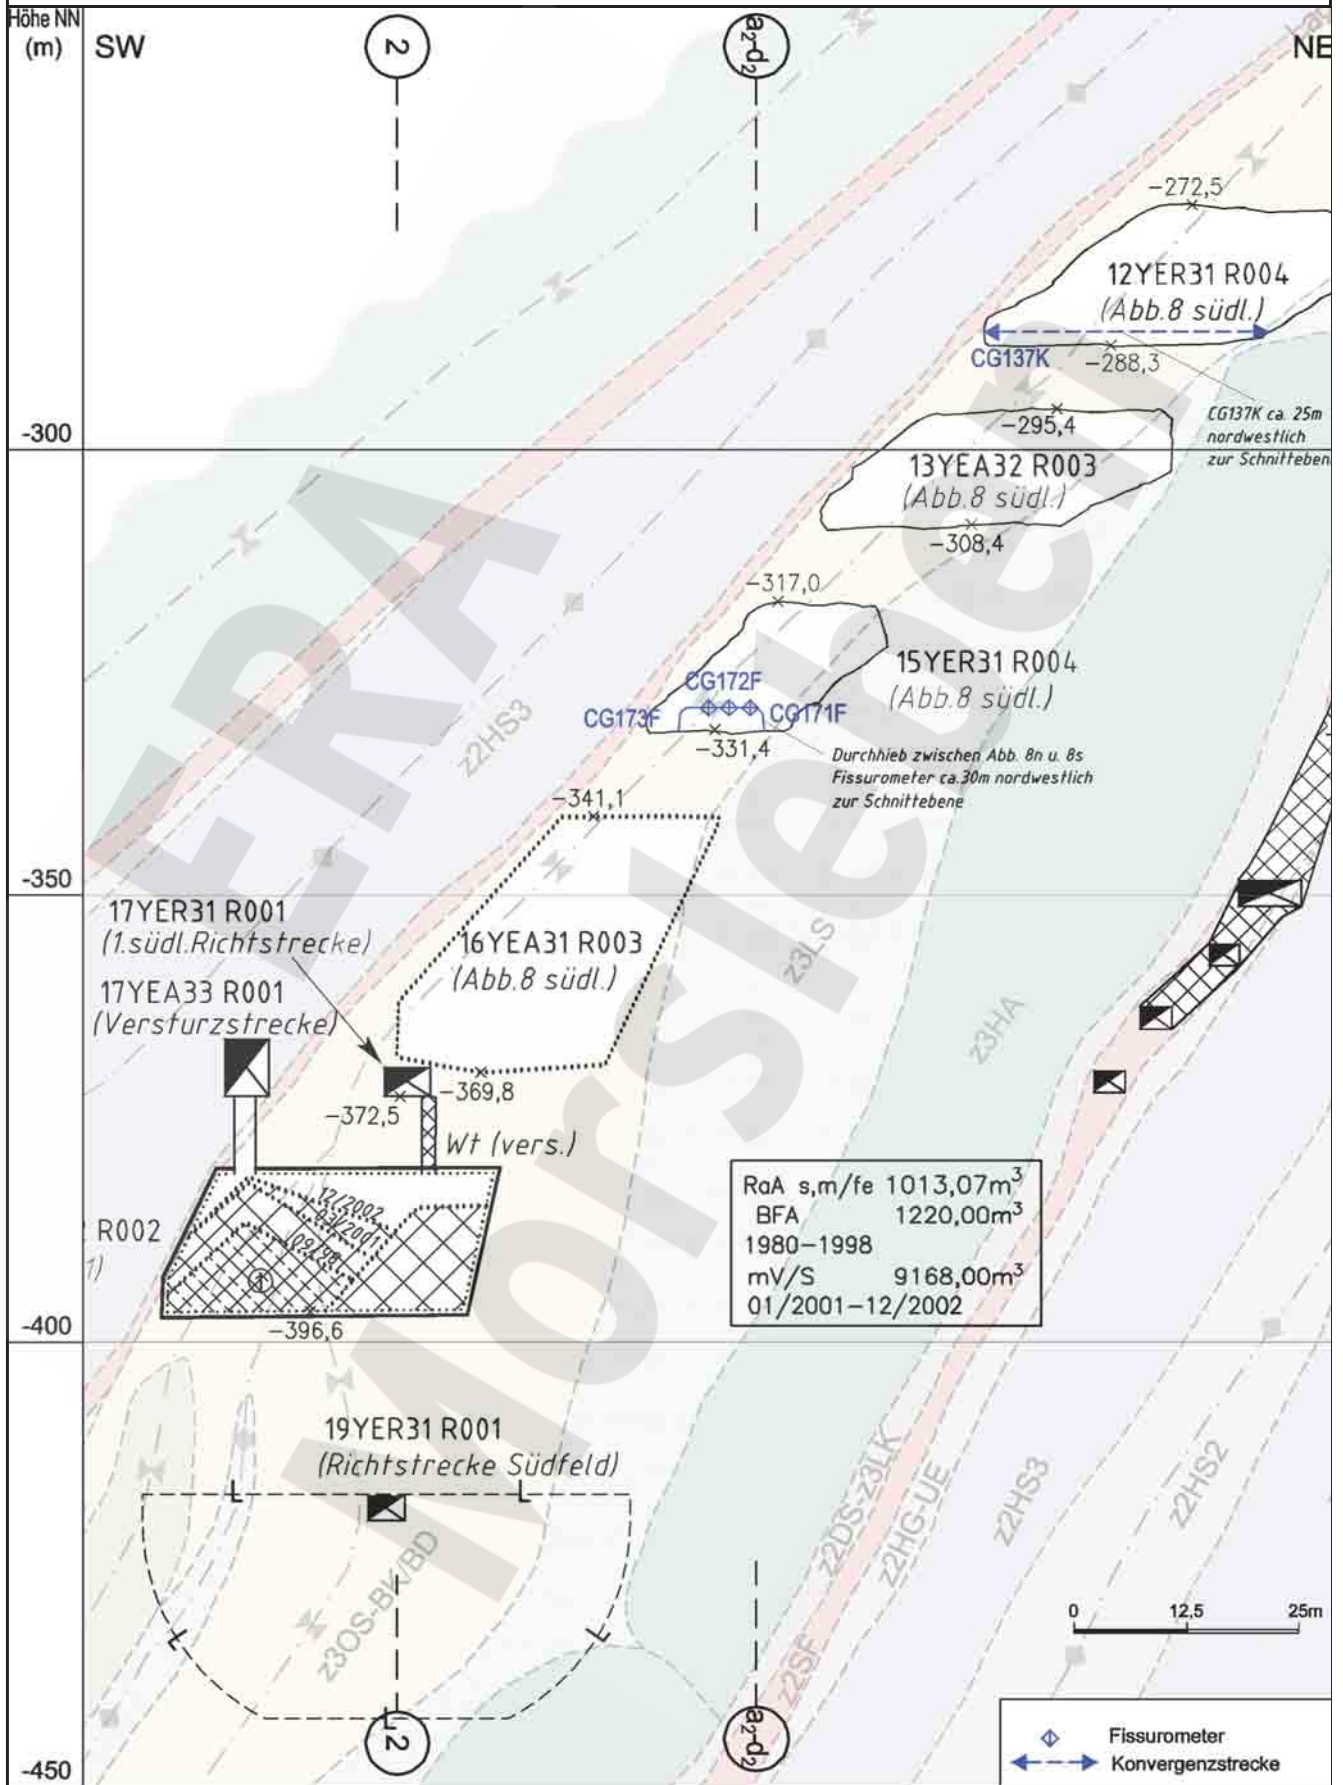 Höhe NN
(m)
SW
2
a2-d2
NE
-272,5
12YER31 R004
(Abb.8 südl.)
CG137K
-288,3
CG137K ca. 25m
nordwestlich
zur Schnitteben
-300
-295,4
13YEA32 R003
(Abb.8 südl.)
-308,4
-317,0
15YER31 R004
(Abb.8 südl.)
CG172F
CG173F
CG171F
-331,4
Durchhieb zwischen Abb. 8n u. 8s
Fissurometer ca.30m nordwestlich
zur Schnittebene
z2HS3
-341,1
-350
17YER31 R001
(1.südl.Richtstrecke)
16YEA31 R003
(Abb.8 südl.)
17YEA33 R001
(Versturzstrecke)
z3LS
z3HA
-369,8
-372,5
Wt (vers.)
12/2002
03/2001
R002
RaA s,m/fe 1013,07m³
BFA 1220,00m³
1980-1998
mV/S 9168,00m³
01/2001-12/2002
-396,6
-400
19YER31 R001
(Richtstrecke Südfeld)
z3OS-BK/BD
z2DS-z3LK
z2HG-UE
z2HS3
z2HS2
z2SF
0 12,5 25m
2
a2-d2
Fissurometer
Konvergenzstrecke
-450
ERA Morsleben